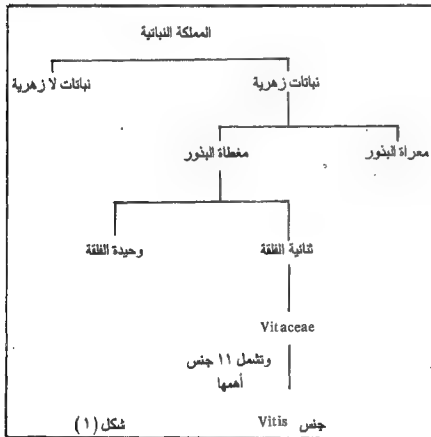 المملكة النباتية
نباتات زهرية نباتات لا زهرية
معراة البذور مغطاة البذور
ثنائية الفلقة وحيدة الفلقة
Vitaceae
وتشمل ١١ جنس
أهمها
جنس Vitis شكل (١)